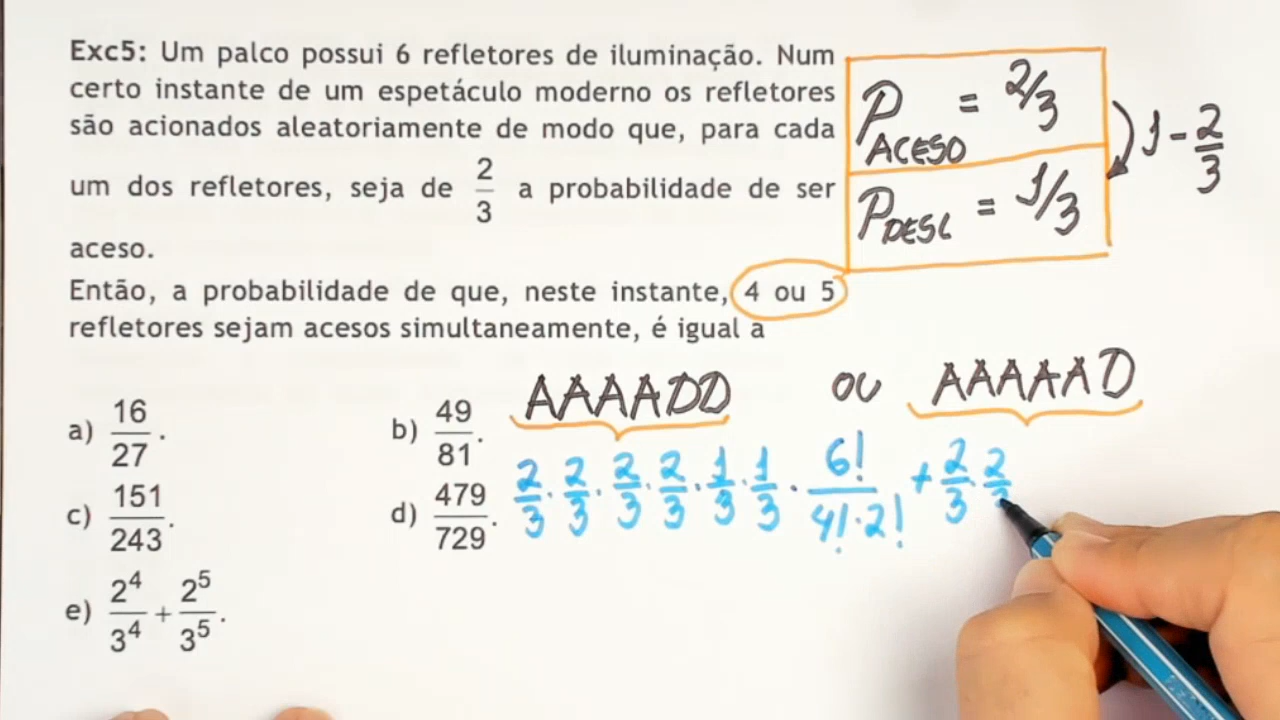 Exc5: Um palco possui 6 refletores de iluminação. Num
certo instante de um espetáculo moderno os refletores
são acionados aleatoriamente de modo que, para cada
um dos refletores, seja de 2/3 a probabilidade de ser
aceso.
Então, a probabilidade de que, neste instante, 4 ou 5
refletores sejam acesos simultaneamente, é igual a
P ACESO = 2/3
P DESL = 1/3
1 - 2/3
a) 16/27.
b) 49/81.
c) 151/243.
d) 479/729.
e) 2^4/3^4 + 2^5/3^5.
AAAADD OU AAAAAD
2/3 · 2/3 · 2/3 · 2/3 · 1/3 · 1/3 · 6!/4!·2! + 2/3 · 2/3